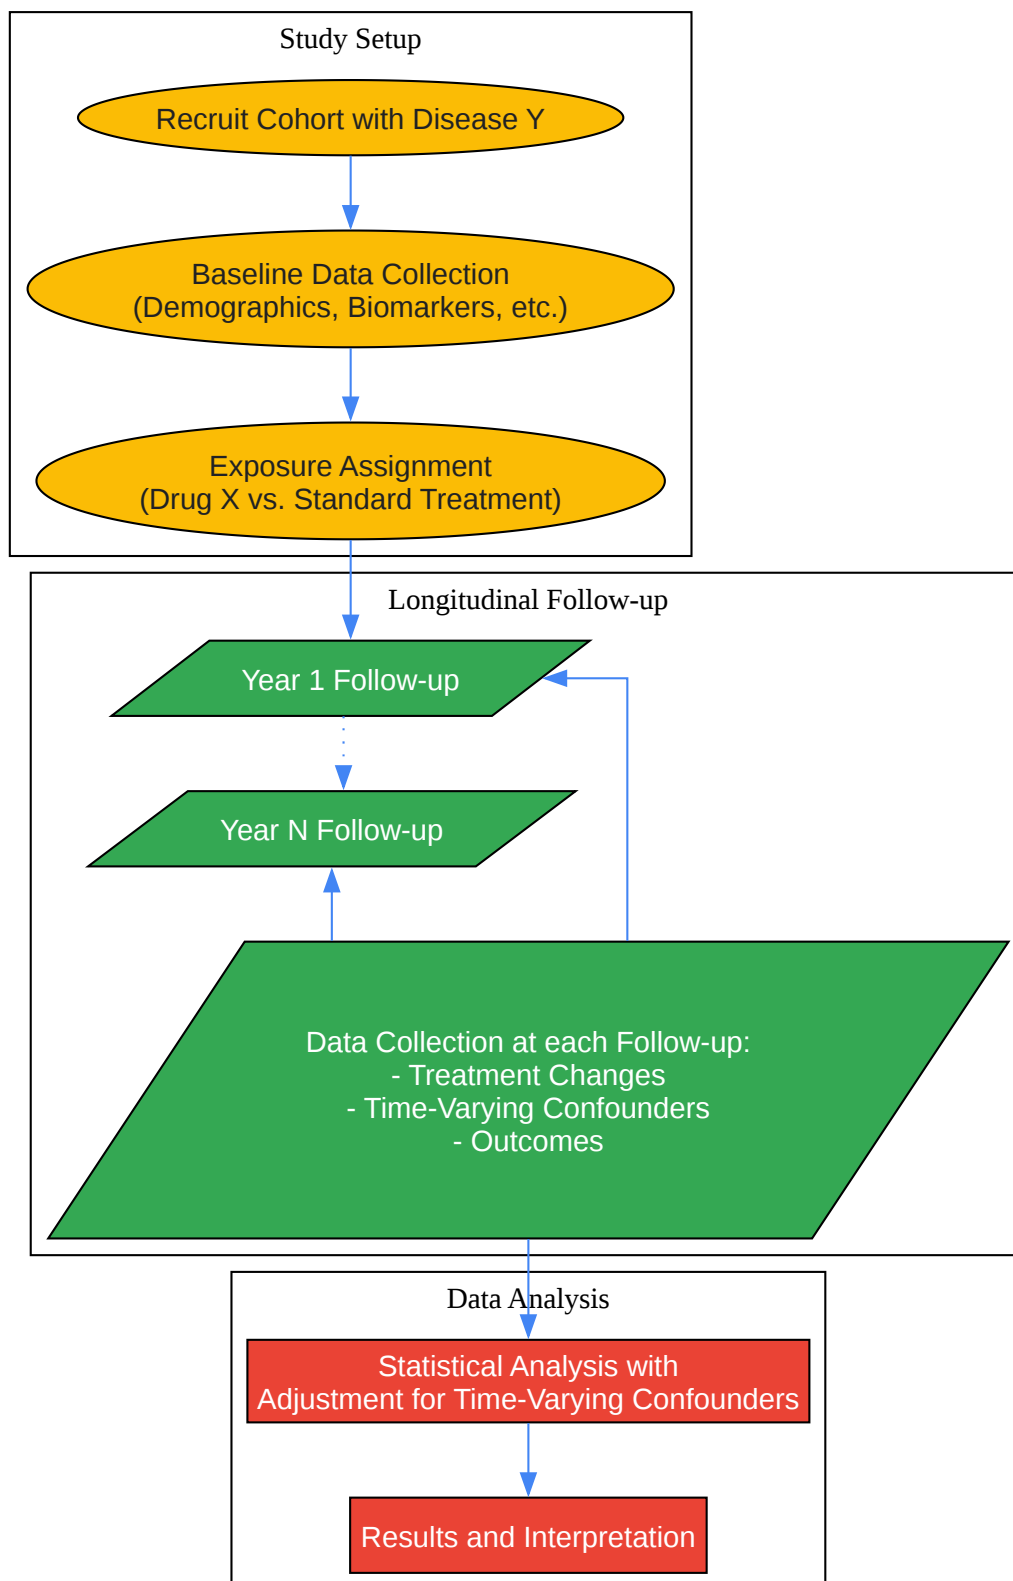 Study Setup
Recruit Cohort with Disease Y
Baseline Data Collection
(Demographics, Biomarkers, etc.)
Exposure Assignment
(Drug X vs. Standard Treatment)
Longitudinal Follow-up
Year 1 Follow-up
Year N Follow-up
Data Collection at each Follow-up:
- Treatment Changes
- Time-Varying Confounders
- Outcomes
Data Analysis
Statistical Analysis with
Adjustment for Time-Varying Confounders
Results and Interpretation